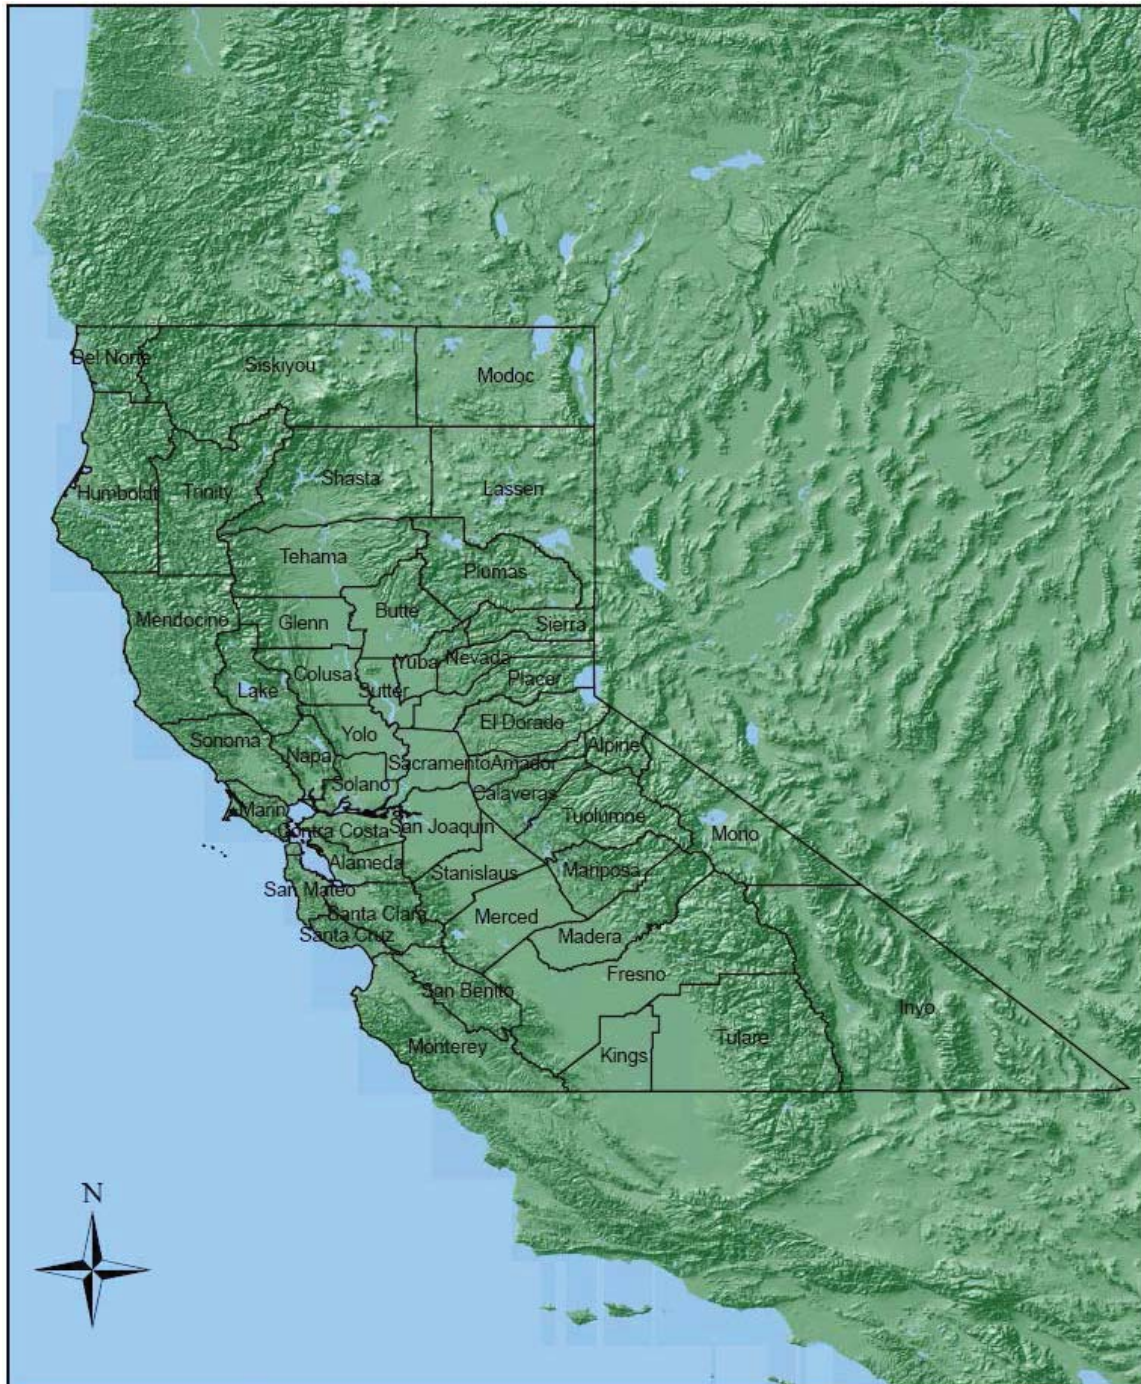 Del Norte
Siskiyou
Modoc
Humboldt
Trinity
Shasta
Lassen
Tehama
Plumas
Mendocino
Glenn
Butte
Sierra
Lake
Colusa
Sutter
Yuba
Nevada
Placer
Sonoma
Napa
Yolo
El Dorado
Alpine
Solano
Sacramento
Amador
Marin
Calaveras
Contra Costa
San Joaquin
Tuolumne
Mono
Alameda
Stanislaus
Mariposa
San Mateo
Santa Clara
Merced
Santa Cruz
Madera
San Benito
Fresno
Monterey
Kings
Tulare
Inyo
N